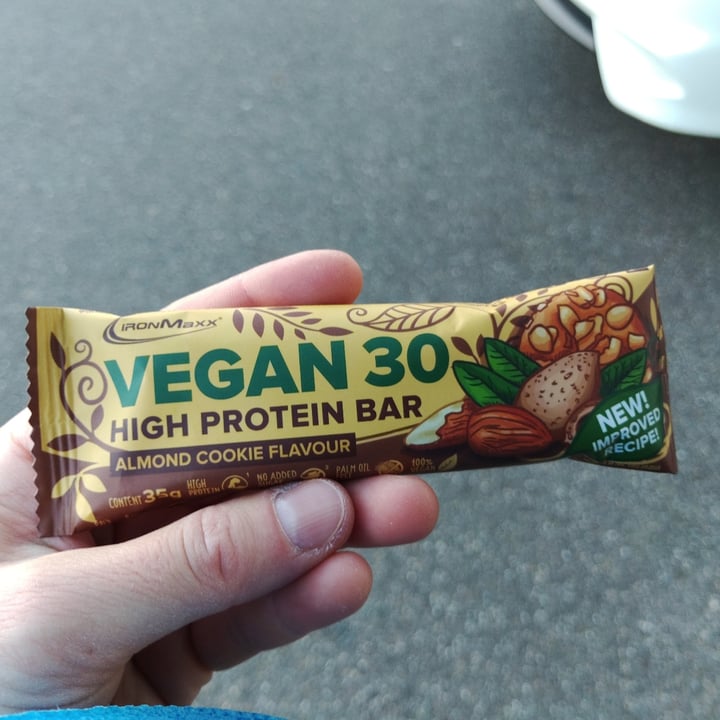 IRONMAXX®
VEGAN 30
HIGH PROTEIN BAR
ALMOND COOKIE FLAVOUR
CONTENT 35g
HIGH
PROTEIN
NO ADDED
PALM OIL
100%
VEGAN
NEW!
IMPROVED
RECIPE!